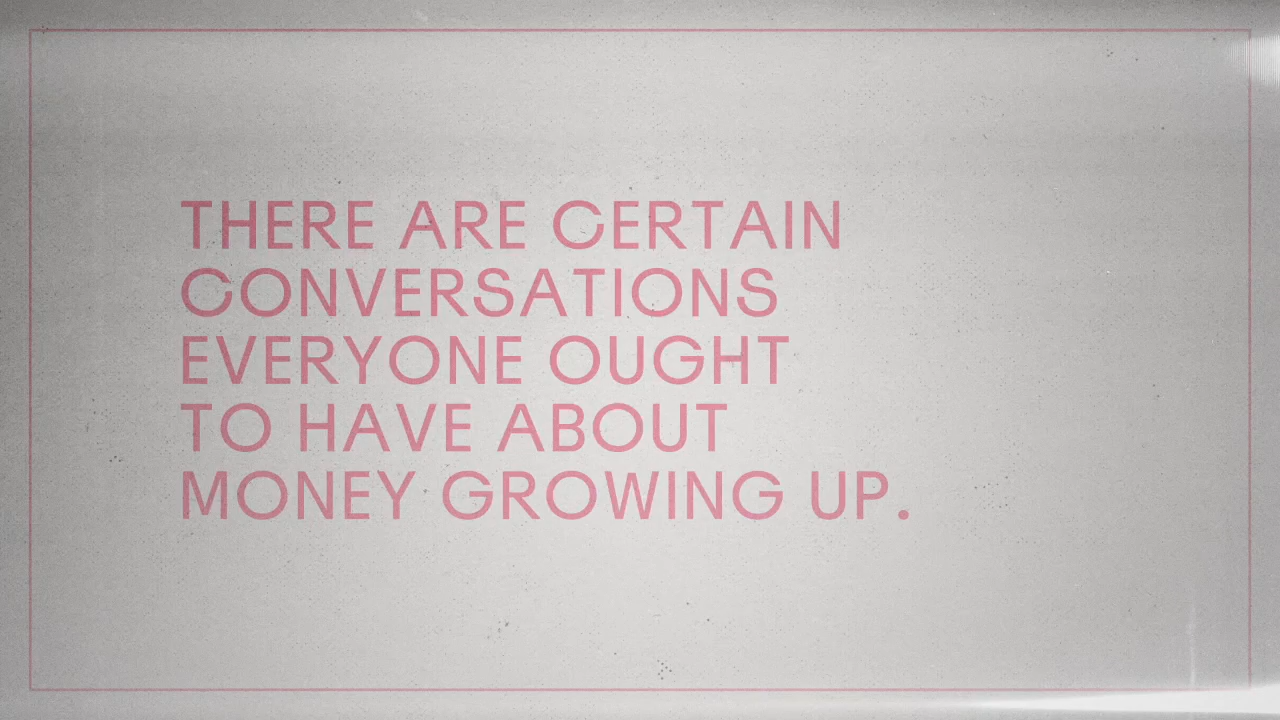 THERE ARE CERTAIN
CONVERSATIONS
EVERYONE OUGHT
TO HAVE ABOUT
MONEY GROWING UP.